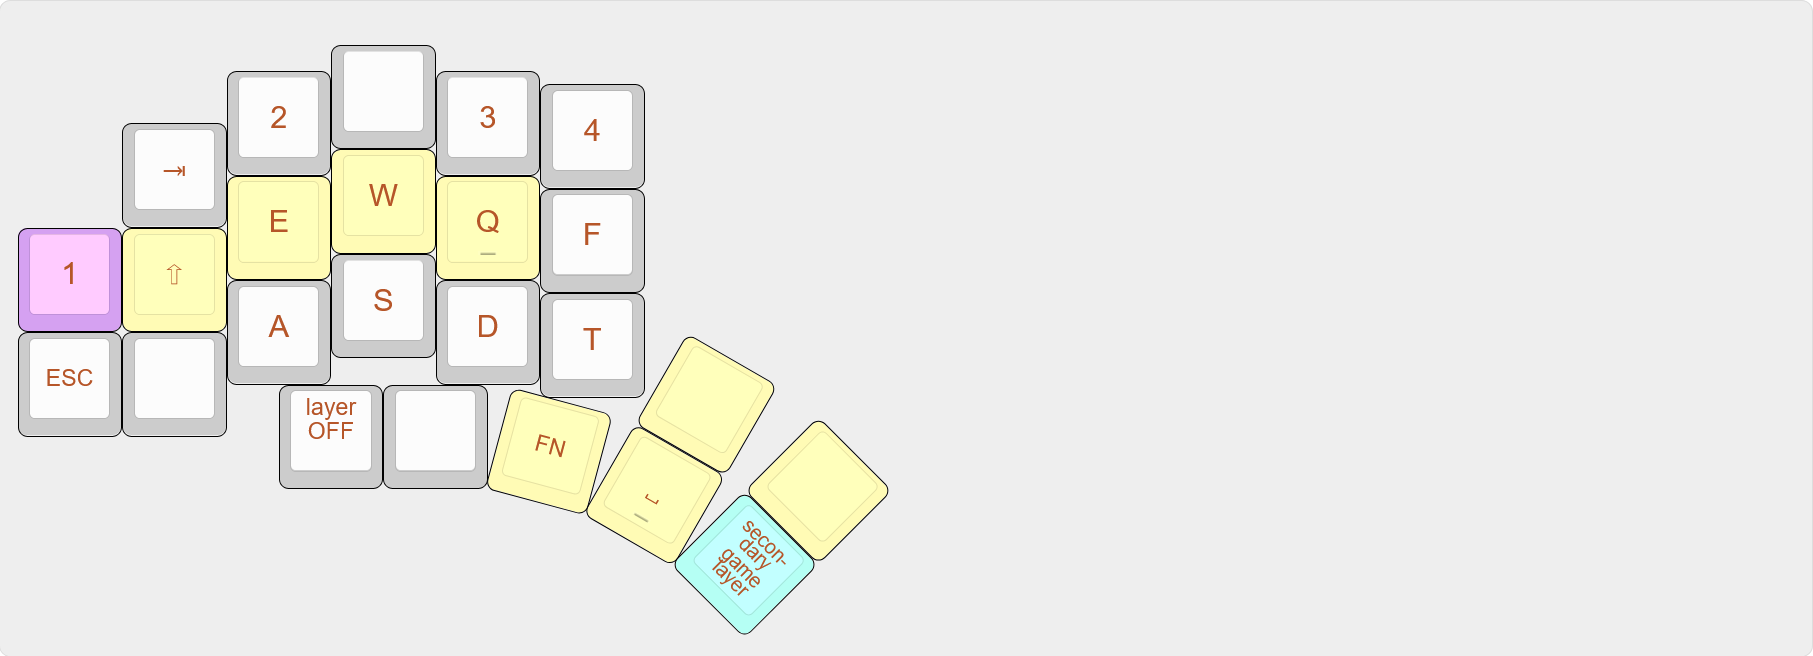 2
3
4
⇥
W
E
Q
F
1
⇧
S
A
D
T
ESC
layer
OFF
FN
⎵
secon-
dary
game
layer